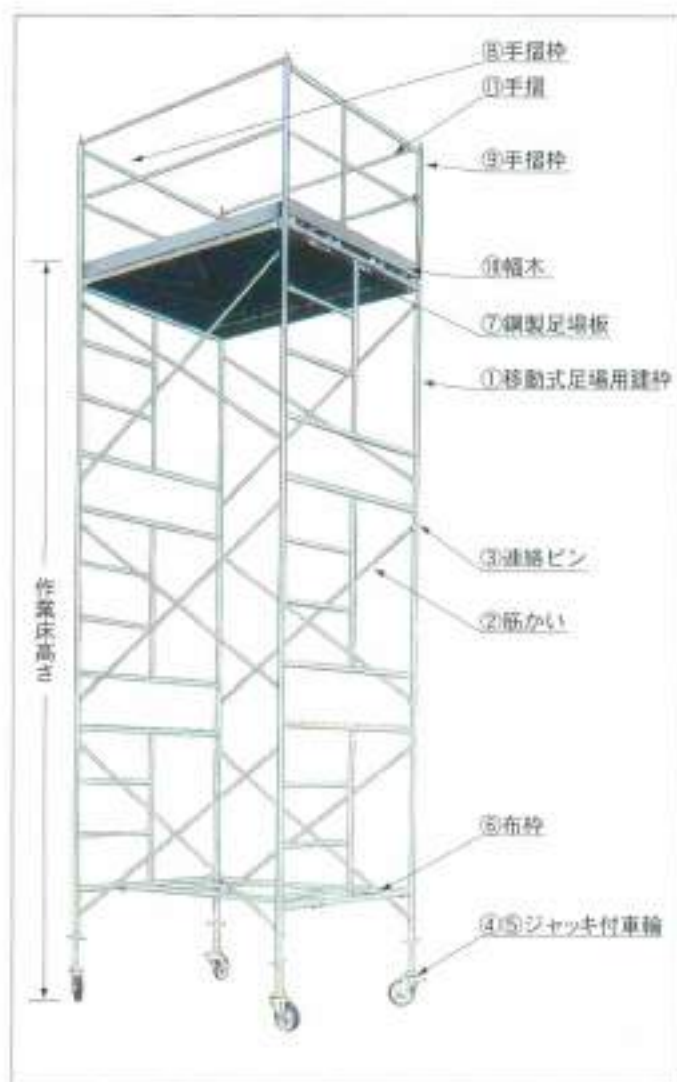 ⑧手摺枠
⑪手摺
⑨手摺枠
⑩幅木
⑦鋼製足場板
①移動式足場用建枠
③連絡ピン
②筋かい
作業床高さ
⑥布枠
④⑤ジャッキ付車輪